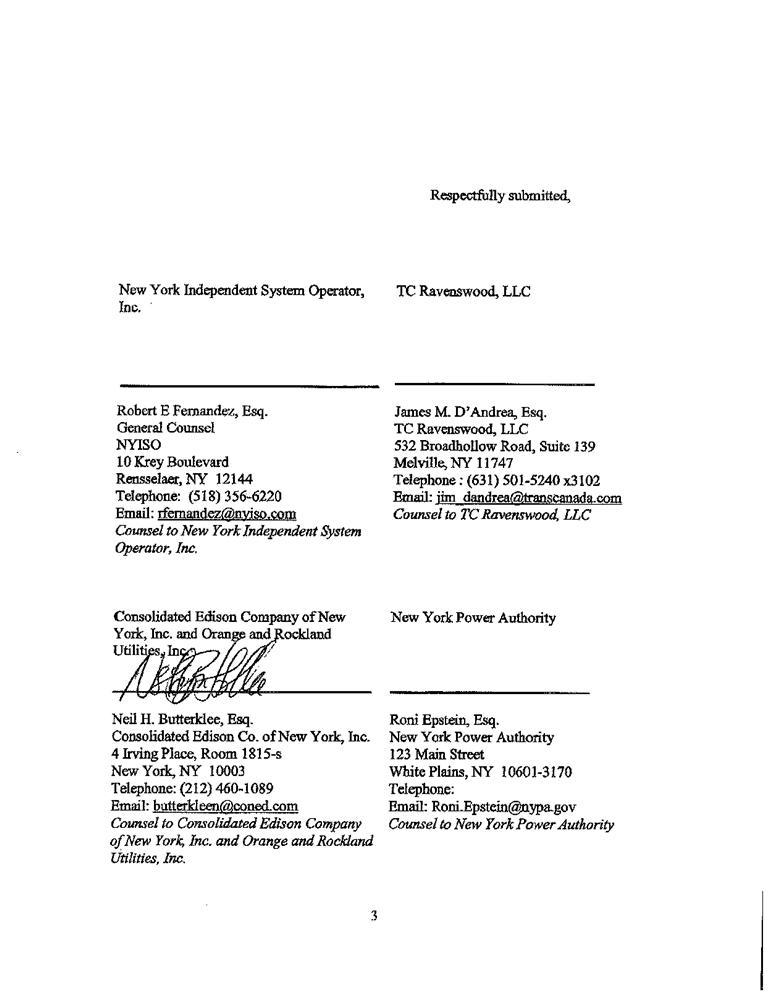 Respectfully submitted,
New York Independent System Operator,
Inc.
TC Ravenswood, LLC
Robert E Fernandez, Esq.
General Counsel
NYISO
10 Krey Boulevard
Rensselaer, NY 12144
Telephone: (518) 356-6220
Email: rfernandez@nyiso.com
Counsel to New York Independent System
Operator, Inc.
James M. D'Andrea, Esq.
TC Ravenswood, LLC
532 Broadhollow Road, Suite 139
Melville, NY 11747
Telephone : (631) 501-5240 x3102
Email: jim_dandrea@transcanada.com
Counsel to TC Ravenswood, LLC
Consolidated Edison Company of New
York, Inc. and Orange and Rockland
Utilities, Inc.
New York Power Authority
Neil H. Butterklee, Esq.
Consolidated Edison Co. of New York, Inc.
4 Irving Place, Room 1815-s
New York, NY 10003
Telephone: (212) 460-1089
Email: butterkleen@coned.com
Counsel to Consolidated Edison Company
of New York, Inc. and Orange and Rockland
Utilities, Inc.
Roni Epstein, Esq.
New York Power Authority
123 Main Street
White Plains, NY 10601-3170
Telephone:
Email: Roni.Epstein@nypa.gov
Counsel to New York Power Authority
3